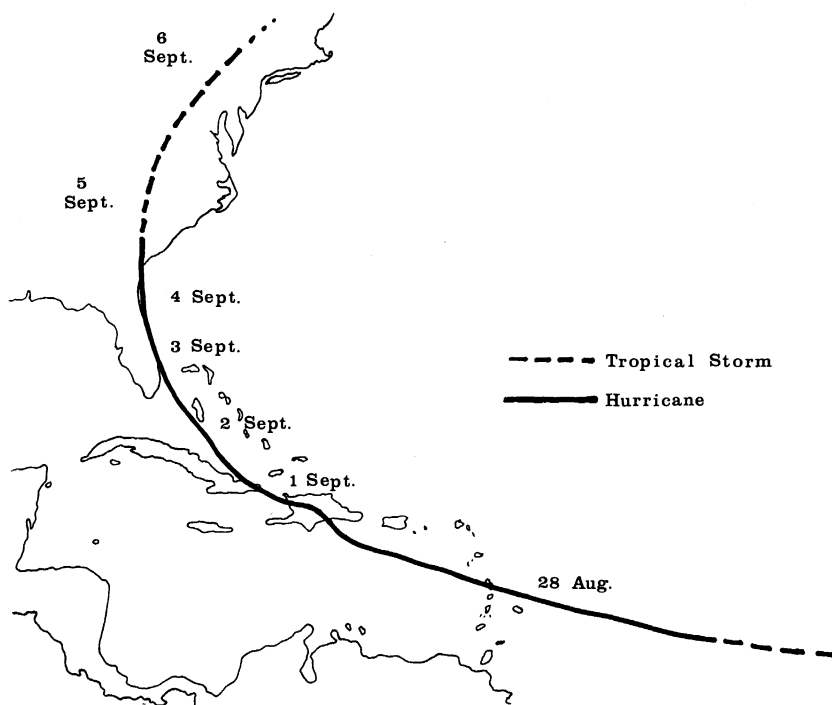 6
Sept.
5
Sept.
4 Sept.
3 Sept.
Tropical Storm
Hurricane
2 Sept.
1 Sept.
28 Aug.